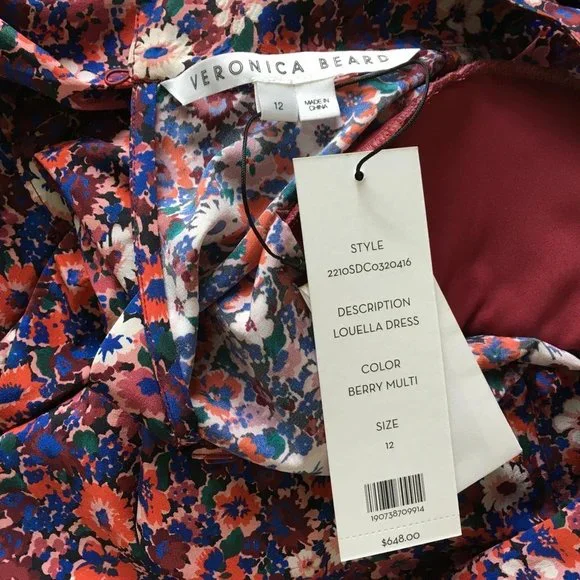 VERONICA BEARD
12
MADE IN
CHINA
STYLE
2210SDC0320416
DESCRIPTION
LOUELLA DRESS
COLOR
BERRY MULTI
SIZE
12
190738709914
$648.00